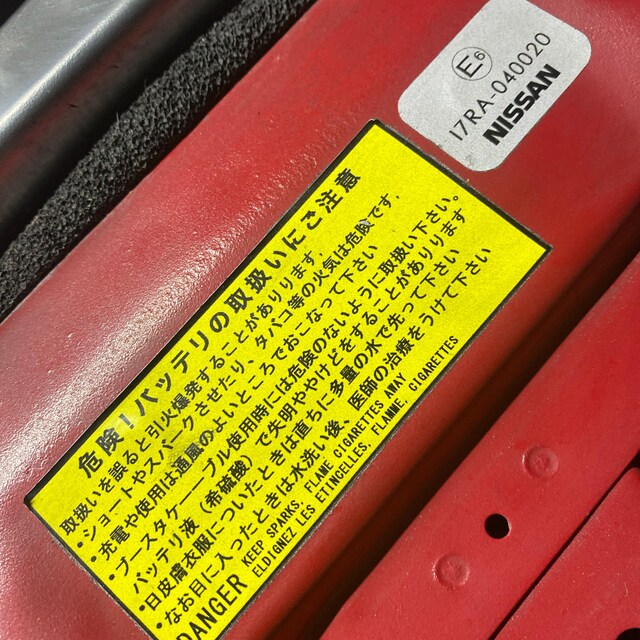 E6
17RA-040020
NISSAN
危険！バッテリの取扱いにご注意
取扱いを誤ると引火爆発することがあリります
・ショートやスパークさせたり、タバコ等の火気は危険です.
・充電や使用は通風のよいところでおこなって下さい
・ブースタケーーブル使用時には危険のないように取扱い下さい。
バッテリ液（希硫酸）で失明ややけどをすることがあリります
・目皮膚衣服についたときは直ちに多量の水で先って下さい
・なお目に入ったときは水洗い後、医師の治療をうけて下さい
DANGER KEEP SPARKS, FLAME CIGARETTES AWAY
ELDIGNEZ LES ETINCELLES, FLAMME, CIGARETTES